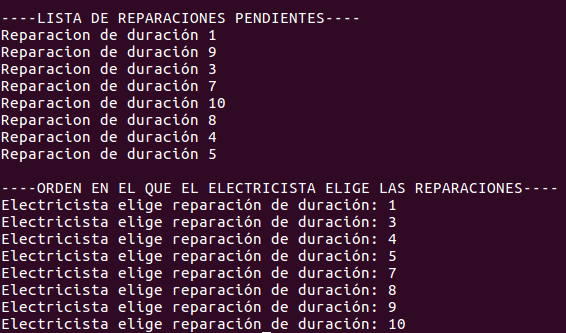 ----LISTA DE REPARACIONES PENDIENTES----
Reparacion de duración 1
Reparacion de duración 9
Reparacion de duración 3
Reparacion de duración 7
Reparacion de duración 10
Reparacion de duración 8
Reparacion de duración 4
Reparacion de duración 5
----ORDEN EN EL QUE EL ELECTRICISTA ELIGE LAS REPARACIONES----
Electricista elige reparación de duración: 1
Electricista elige reparación de duración: 3
Electricista elige reparación de duración: 4
Electricista elige reparación de duración: 5
Electricista elige reparación de duración: 7
Electricista elige reparación de duración: 8
Electricista elige reparación de duración: 9
Electricista elige reparación de duración: 10